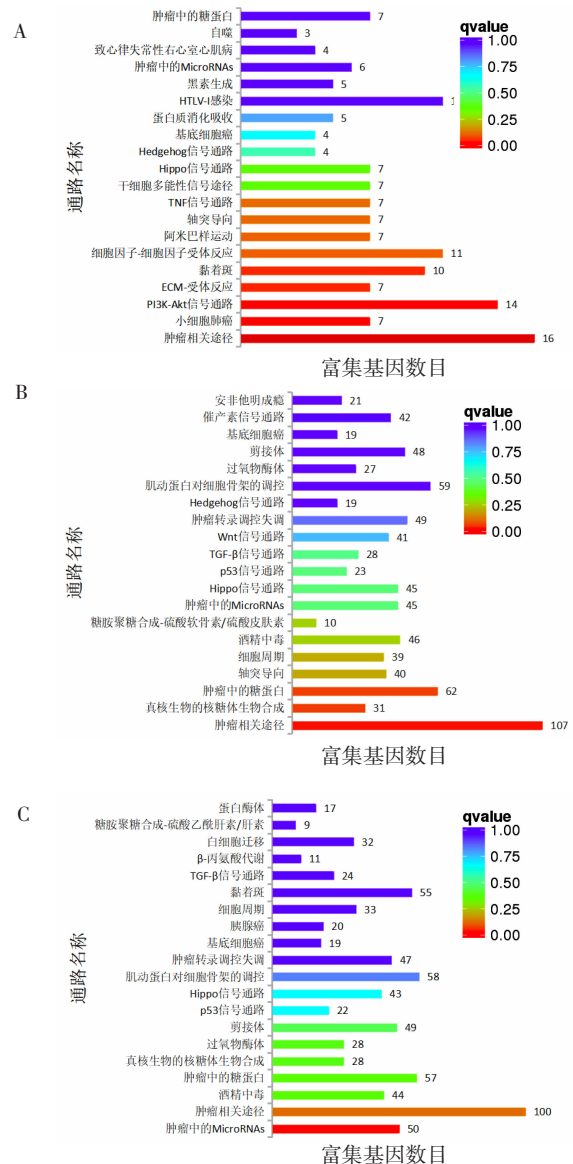 A
肿瘤中的糖蛋白 7
自噬 3
致心律失常性右心室心肌病 4
肿瘤中的MicroRNAs 6
黑素生成 5
HTLV-I感染
蛋白质消化吸收 5
基底细胞癌 4
Hedgehog信号通路 4
Hippo信号通路 7
干细胞多能性信号途径 7
TNF信号通路 7
轴突导向 7
阿米巴样运动 7
细胞因子-细胞因子受体反应 11
黏着斑 10
ECM-受体反应 7
PI3K-Akt信号通路 14
小细胞肺癌 7
肿瘤相关途径 16
通路名称
富集基因数目
qvalue
1.00
0.75
0.50
0.25
0.00
B
安非他明成瘾 21
催产素信号通路 42
基底细胞癌 19
剪接体 48
过氧物酶体 27
肌动蛋白对细胞骨架的调控 59
Hedgehog信号通路 19
肿瘤转录调控失调 49
Wnt信号通路 41
TGF-β信号通路 28
p53信号通路 23
Hippo信号通路 45
肿瘤中的MicroRNAs 45
糖胺聚糖合成-硫酸软骨素/硫酸皮肤素 10
酒精中毒 46
细胞周期 39
轴突导向 40
肿瘤中的糖蛋白 62
真核生物的核糖体生物合成 31
肿瘤相关途径 107
通路名称
富集基因数目
qvalue
1.00
0.75
0.50
0.25
0.00
C
蛋白酶体 17
糖胺聚糖合成-硫酸乙酰肝素/肝素 9
白细胞迁移 32
β-丙氨酸代谢 11
TGF-β信号通路 24
黏着斑 55
细胞周期 33
胰腺癌 20
基底细胞癌 19
肿瘤转录调控失调 47
肌动蛋白对细胞骨架的调控 58
Hippo信号通路 43
p53信号通路 22
剪接体 49
过氧物酶体 28
真核生物的核糖体生物合成 28
肿瘤中的糖蛋白 57
酒精中毒 44
肿瘤相关途径 100
肿瘤中的MicroRNAs 50
通路名称
富集基因数目
qvalue
1.00
0.75
0.50
0.25
0.00